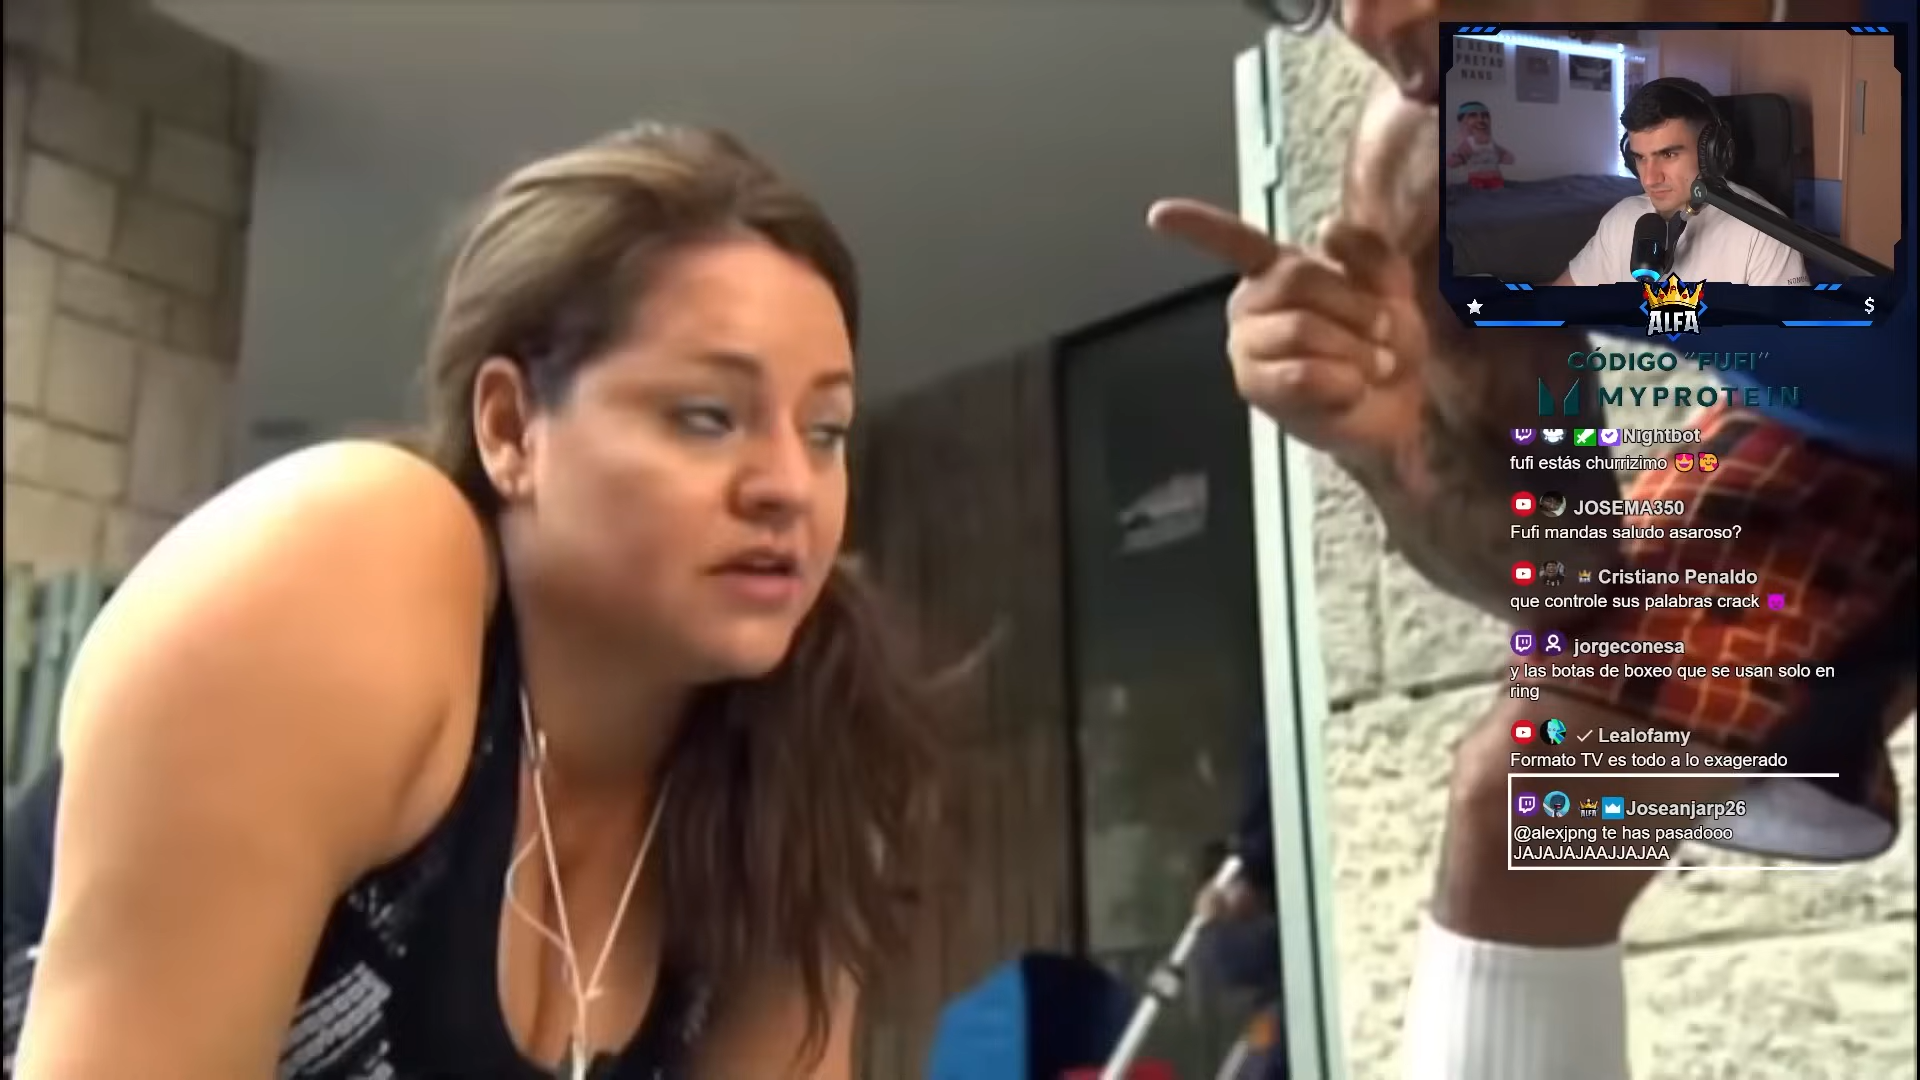 ALFA
CÓDIGO "FUFI"
MYPROTEIN
Nightbot
fufi estás churrizimo
JOSEMA350
Fufi mandas saludo asaroso?
Cristiano Penaldo
que controle sus palabras crack
jorgeconesa
y las botas de boxeo que se usan solo en
ring
Lealofamy
Formato TV es todo a lo exagerado
Joseanjarp26
@alexjpng te has pasadooo
JAJAJAJAAJJAJAA